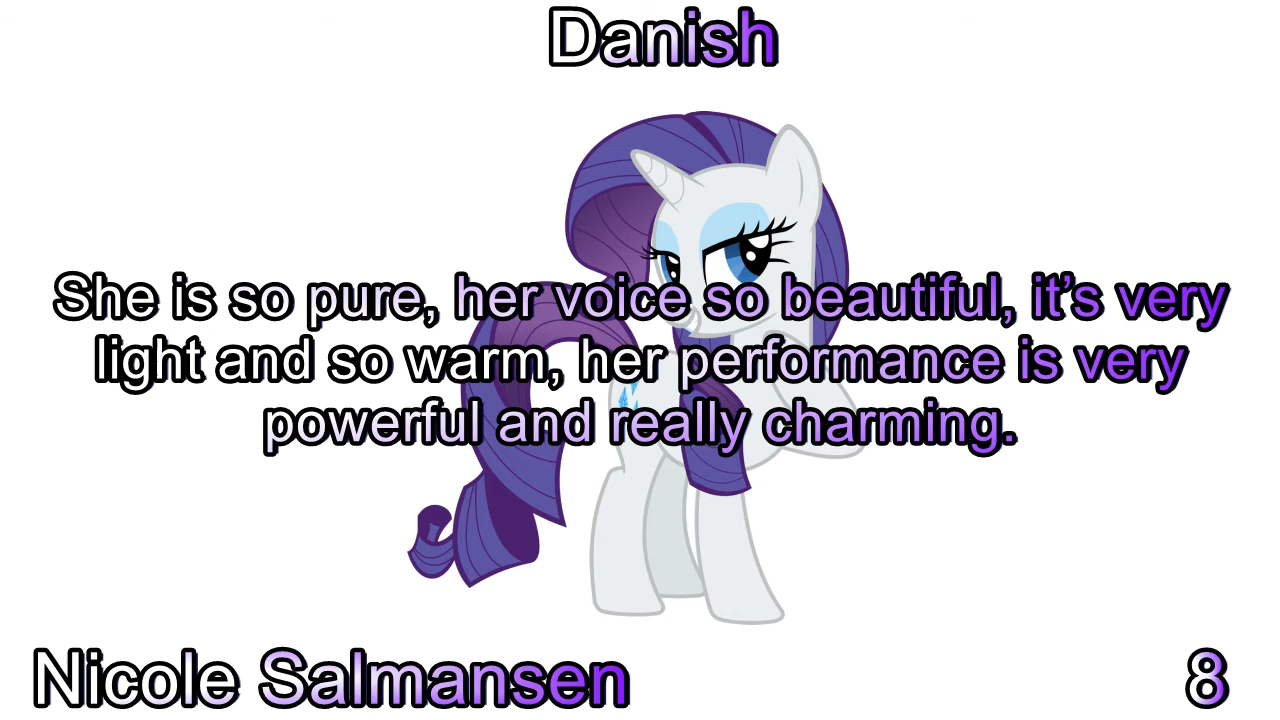 Danish
She is so pure, her voice so beautiful, it’s very
light and so warm, her performance is very
powerful and really charming.
Nicole Salmansen
8